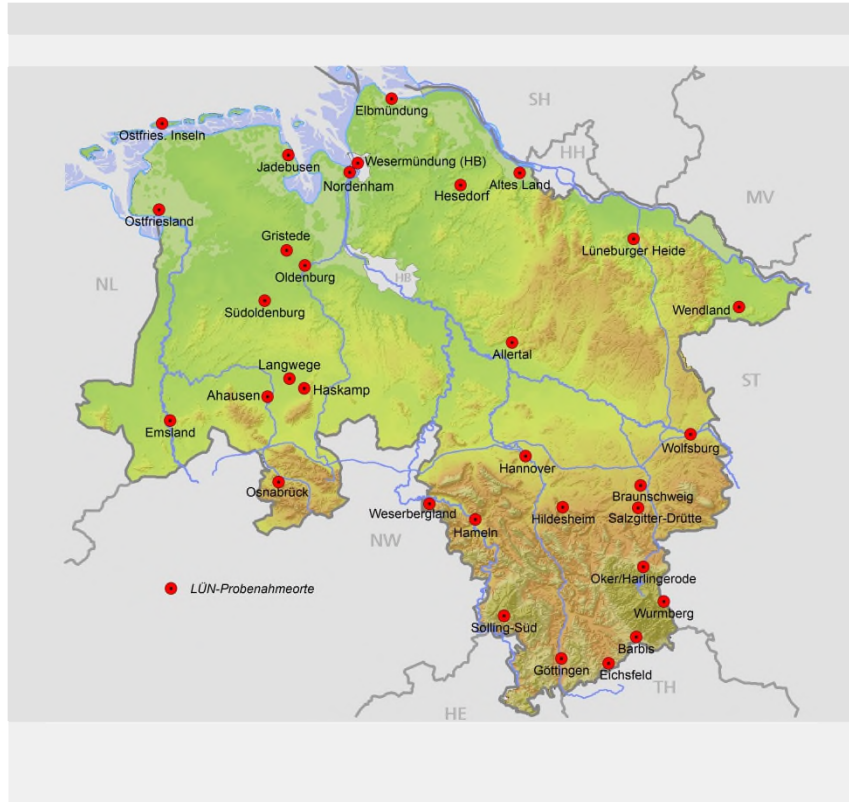 SH
Elbmündung
Ostfries. Inseln
HH
Jadebusen
Wesermündung (HB)
Nordenham
Altes Land
Hesedorf
MV
Ostfriesland
Gristede
Lüneburger Heide
Oldenburg
HB
NL
Südoldenburg
Wendland
Allertal
Langwege
ST
Haskamp
Ahausen
Emsland
Wolfsburg
Hannover
Osnabrück
Braunschweig
Weserbergland
Hildesheim
Salzgitter-Drütte
Hameln
NW
Oker/Harlingerode
LÜN-Probenahmeorte
Wurmberg
Solling-Süd
Barbis
Göttingen
Eichsfeld
TH
HE